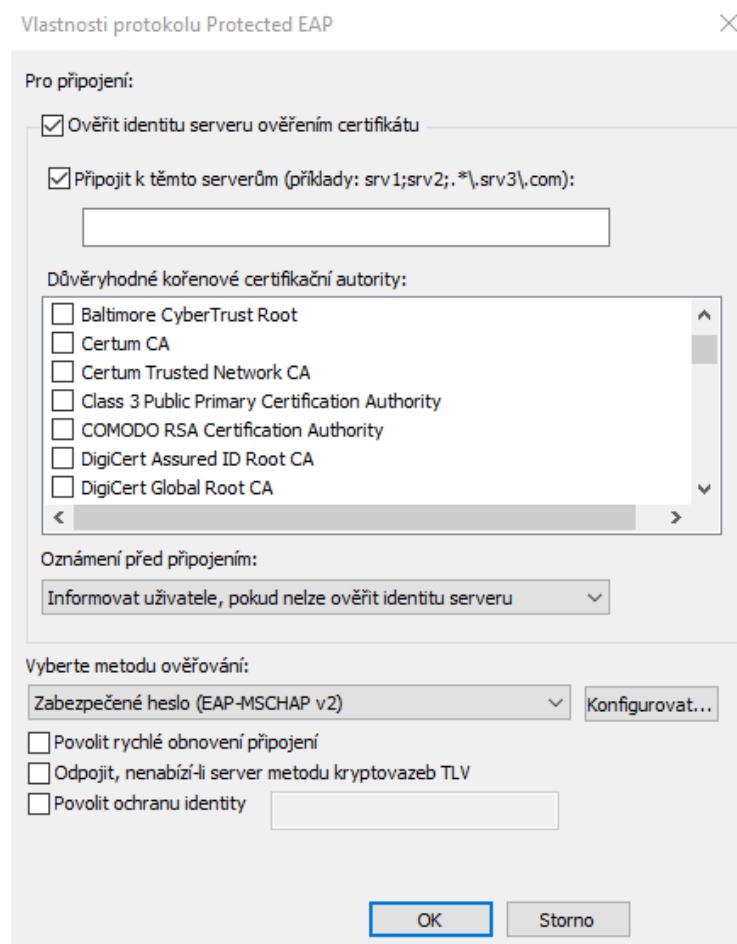 Vlastnosti protokolu Protected EAP
Pro připojení:
Ověřit identitu serveru ověřením certifikátu
Připojit k těmto serverům (příklady: srv1;srv2;.*\.srv3\.com):
Důvěryhodné kořenové certifikační autority:
Baltimore CyberTrust Root
Certum CA
Certum Trusted Network CA
Class 3 Public Primary Certification Authority
COMODO RSA Certification Authority
DigiCert Assured ID Root CA
DigiCert Global Root CA
Oznámení před připojením:
Informovat uživatele, pokud nelze ověřit identitu serveru
Vyberte metodu ověřování:
Zabezpečené heslo (EAP-MSCHAP v2)
Konfigurovat...
Povolit rychlé obnovení připojení
Odpojit, nenabízí-li server metodu kryptovazeb TLV
Povolit ochranu identity
OK
Storno